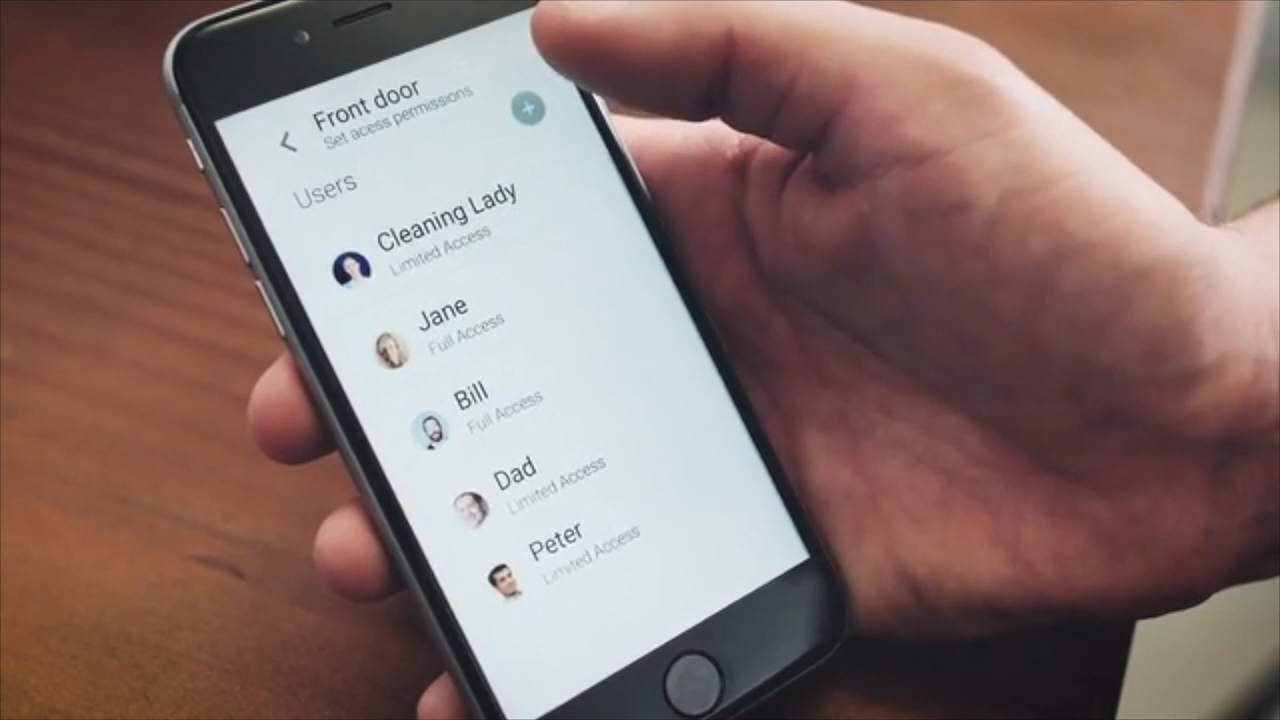 Front door
Set acess permissions
Users
Cleaning Lady
Limited Access
Jane
Full Access
Bill
Full Access
Dad
Limited Access
Peter
Limited Access